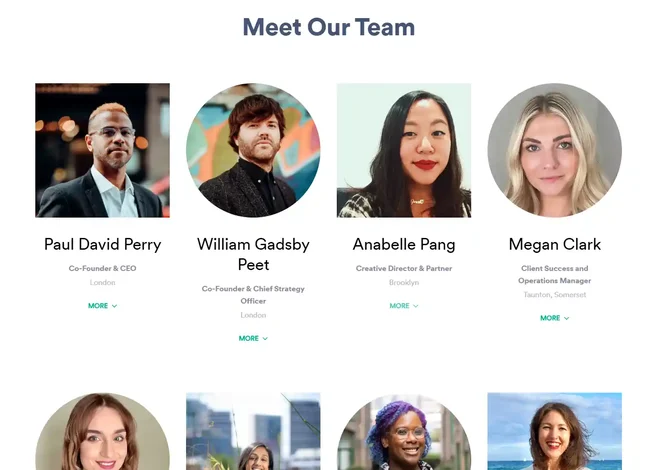 Meet Our Team
Paul David Perry
Co-Founder & CEO
London
MORE
William Gadsby
Peet
Co-Founder & Chief Strategy
Officer
London
MORE
Anabelle Pang
Creative Director & Partner
Brooklyn
MORE
Megan Clark
Client Success and
Operations Manager
Taunton, Somerset
MORE